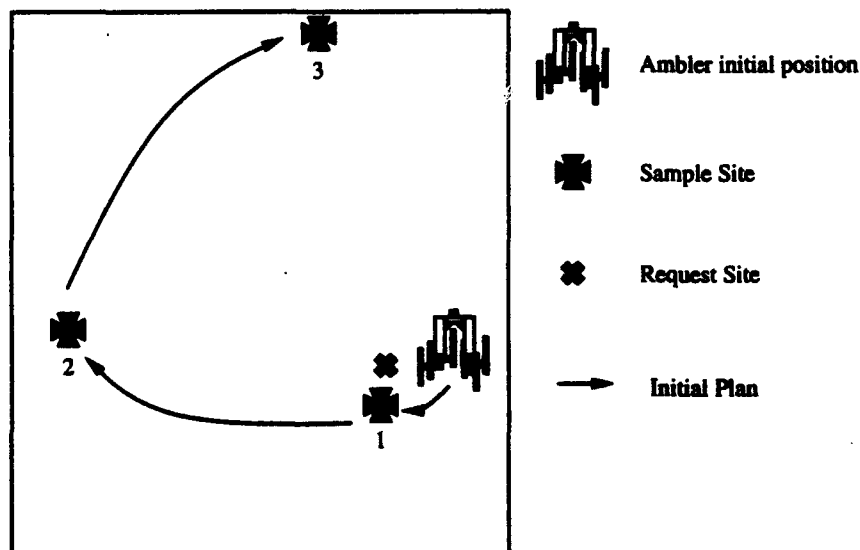 3
Ambler initial position
Sample Site
Request Site
2
Initial Plan
1